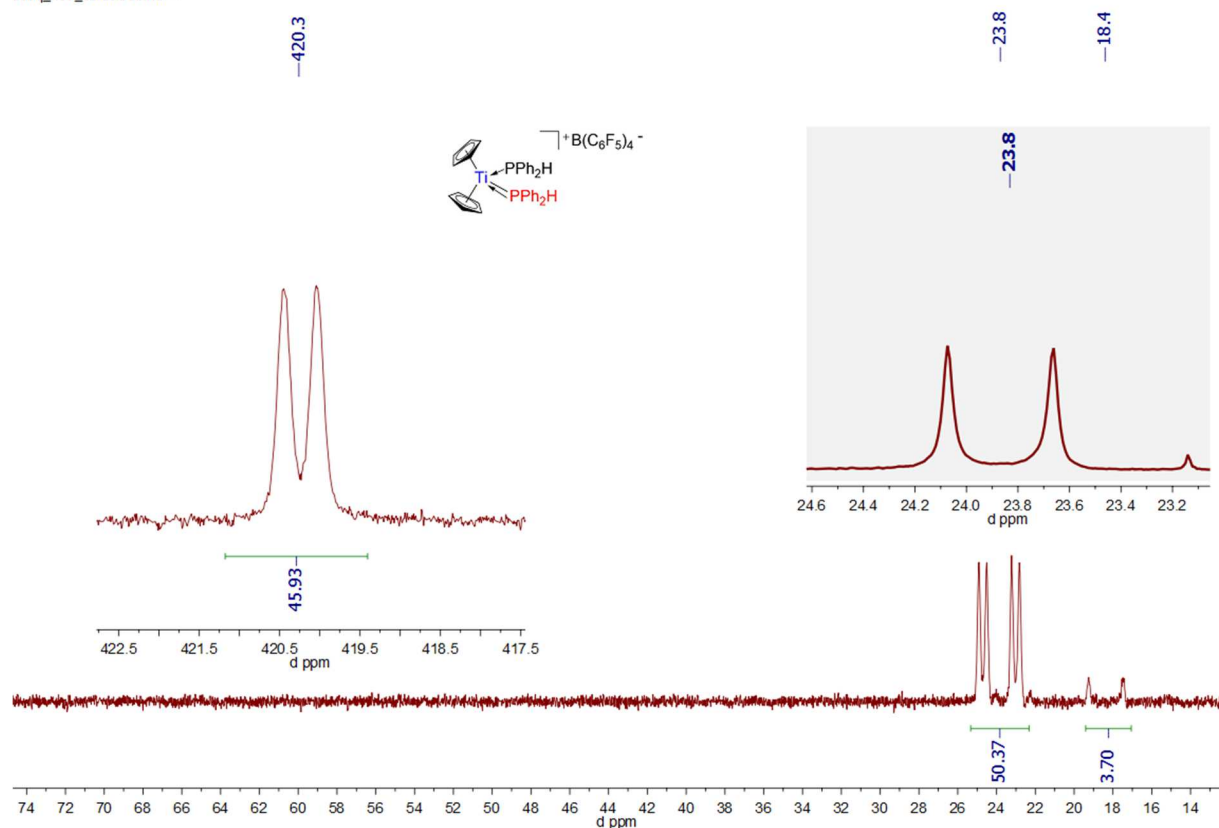 —420.3
—23.8
—18.4
⁺B(C₆F₅)₄⁻
PPh₂H
Ti
PPh₂H
—23.8
24.6 24.4 24.2 24.0 23.8 23.6 23.4 23.2
d ppm
45.93
422.5 421.5 420.5 419.5 418.5 417.5
d ppm
50.37
3.70
74 72 70 68 66 64 62 60 58 56 54 52 50 48 46 44 42 40 38 36 34 32 30 28 26 24 22 20 18 16 14
d ppm